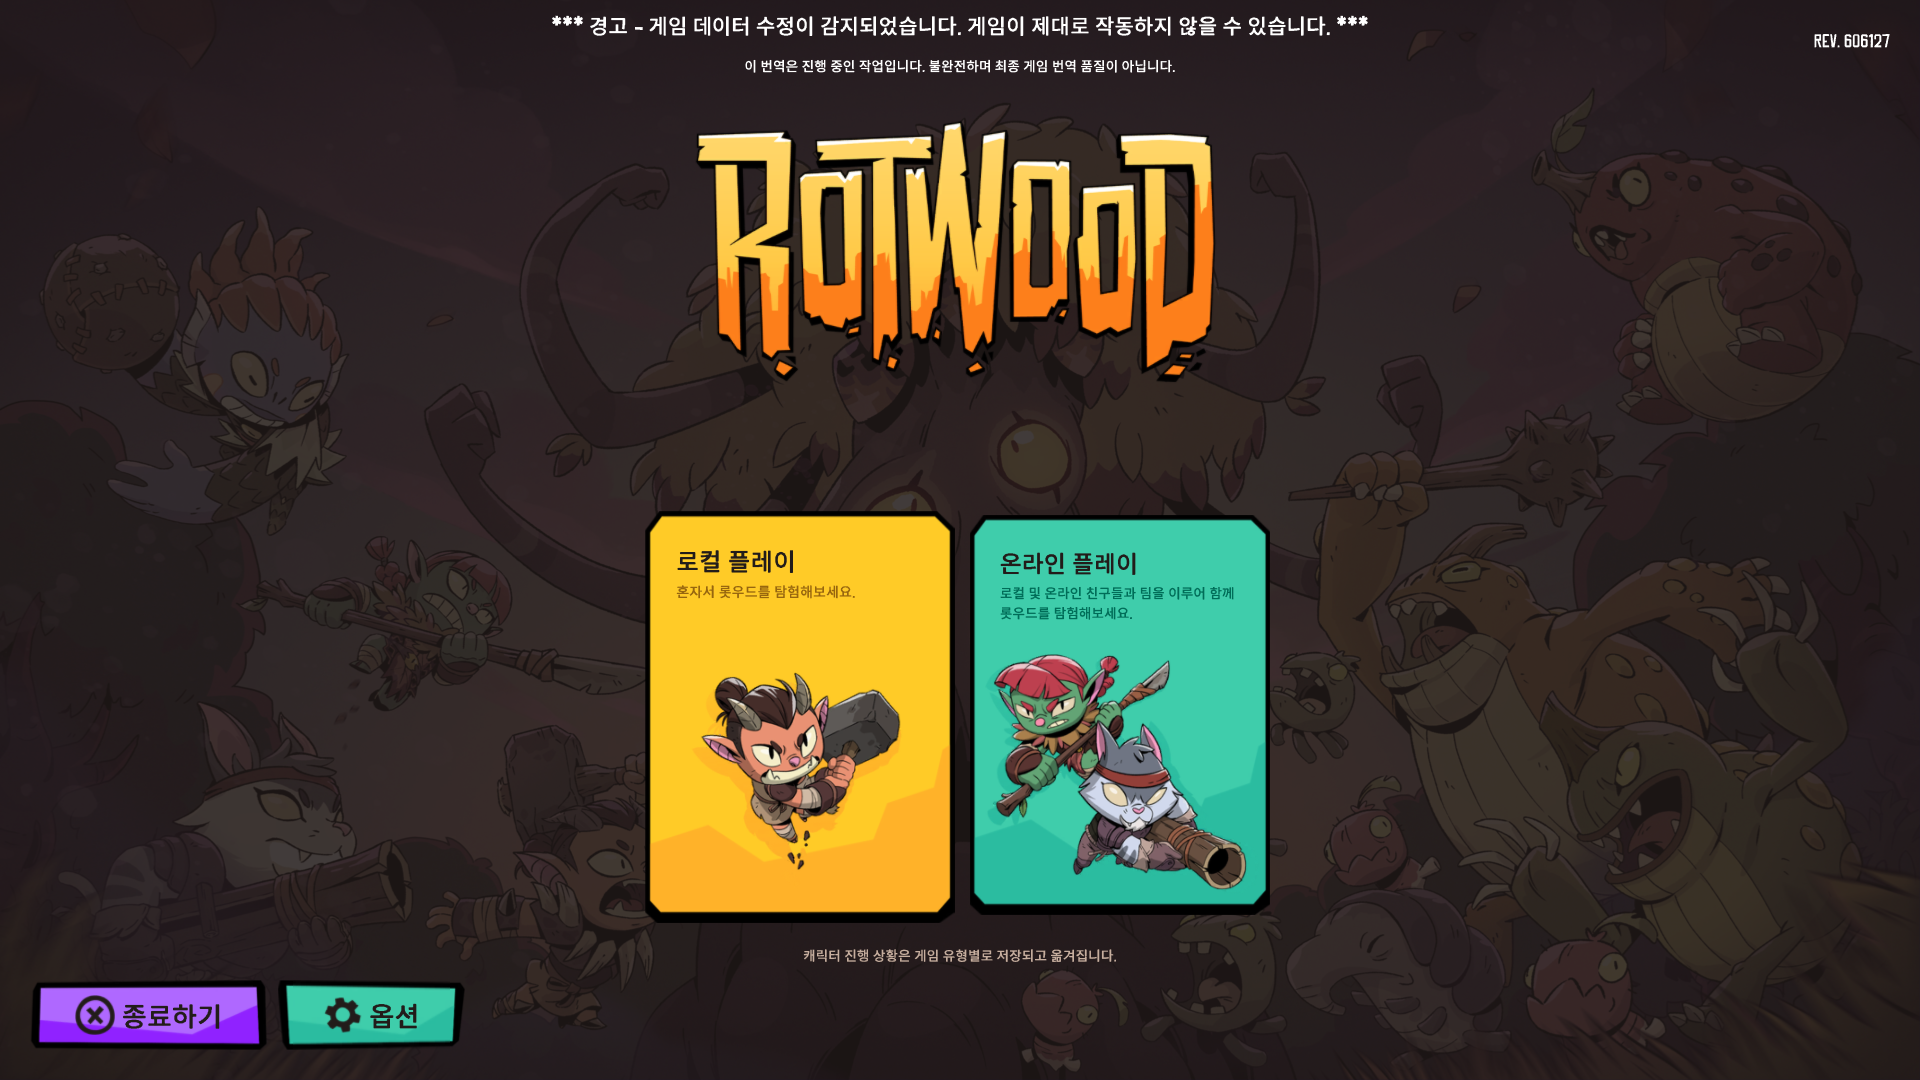 *** 경고 - 게임 데이터 수정이 감지되었습니다. 게임이 제대로 작동하지 않을 수 있습니다. ***
REV. 606127
이 번역은 진행 중인 작업입니다. 불완전하며 최종 게임 번역 품질이 아닙니다.
ROTWOOD
로컬 플레이
혼자서 롯우드를 탐험해보세요.
온라인 플레이
로컬 및 온라인 친구들과 팀을 이루어 함께
롯우드를 탐험해보세요.
캐릭터 진행 상황은 게임 유형별로 저장되고 옮겨집니다.
종료하기
옵션